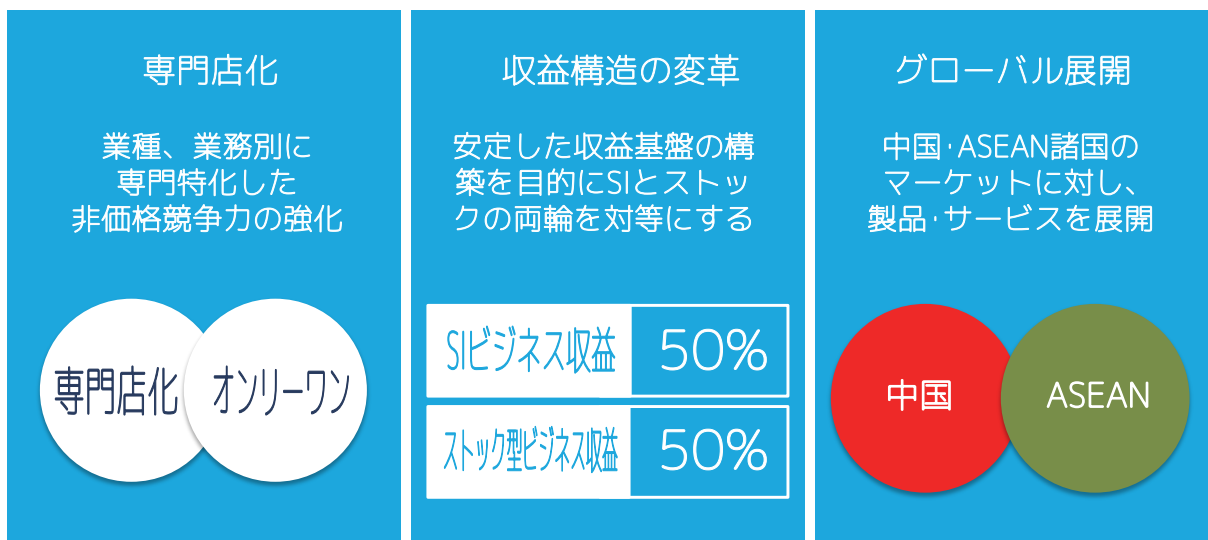 専門店化
業種、業務別に
専門特化した
非価格競争力の強化
専門店化
オンリーワン
収益構造の変革
安定した収益基盤の構
築を目的にSIとストッ
クの両輪を対等にする
SIビジネス収益
50%
ストック型ビジネス収益
50%
グローバル展開
中国・ASEAN諸国の
マーケットに対し、
製品・サービスを展開
中国
ASEAN